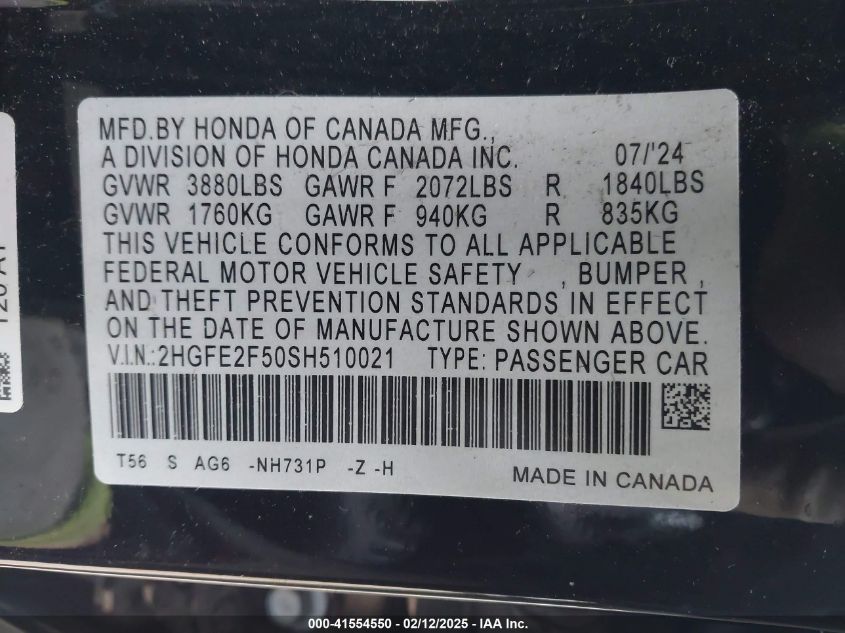 MFD.BY HONDA OF CANADA MFG.,
A DIVISION OF HONDA CANADA INC. 07/'24
GVWR 3880LBS GAWR F 2072LBS R 1840LBS
GVWR 1760KG GAWR F 940KG R 835KG
THIS VEHICLE CONFORMS TO ALL APPLICABLE
FEDERAL MOTOR VEHICLE SAFETY , BUMPER ,
AND THEFT PREVENTION STANDARDS IN EFFECT
ON THE DATE OF MANUFACTURE SHOWN ABOVE.
V.I.N.:2HGFE2F50SH510021 TYPE: PASSENGER CAR
T56 S AG6 -NH731P -Z -H
MADE IN CANADA
000-41554550 - 02/12/2025 - IAA Inc.